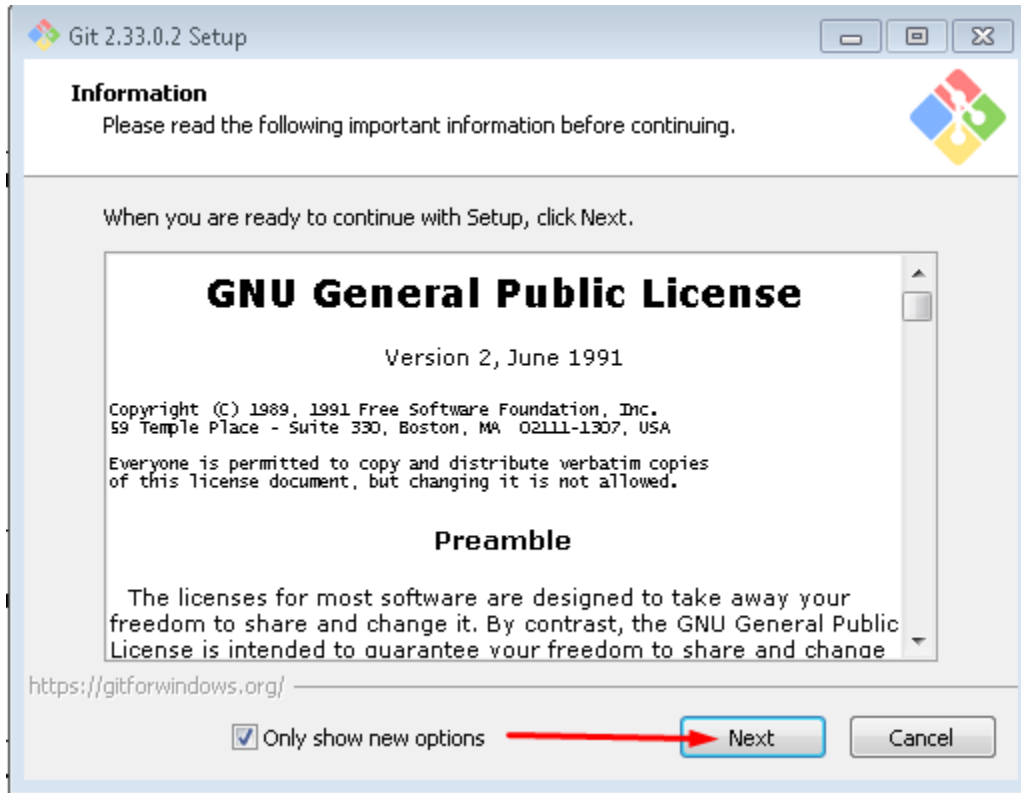 Git 2.33.0.2 Setup
Information
Please read the following important information before continuing.
When you are ready to continue with Setup, click Next.
GNU General Public License
Version 2, June 1991
Copyright (C) 1989, 1991 Free Software Foundation, Inc.
59 Temple Place - Suite 330, Boston, MA  02111-1307, USA
Everyone is permitted to copy and distribute verbatim copies
of this license document, but changing it is not allowed.
Preamble
The licenses for most software are designed to take away your
freedom to share and change it. By contrast, the GNU General Public
License is intended to guarantee your freedom to share and change
https://gitforwindows.org/
Only show new options
Next
Cancel